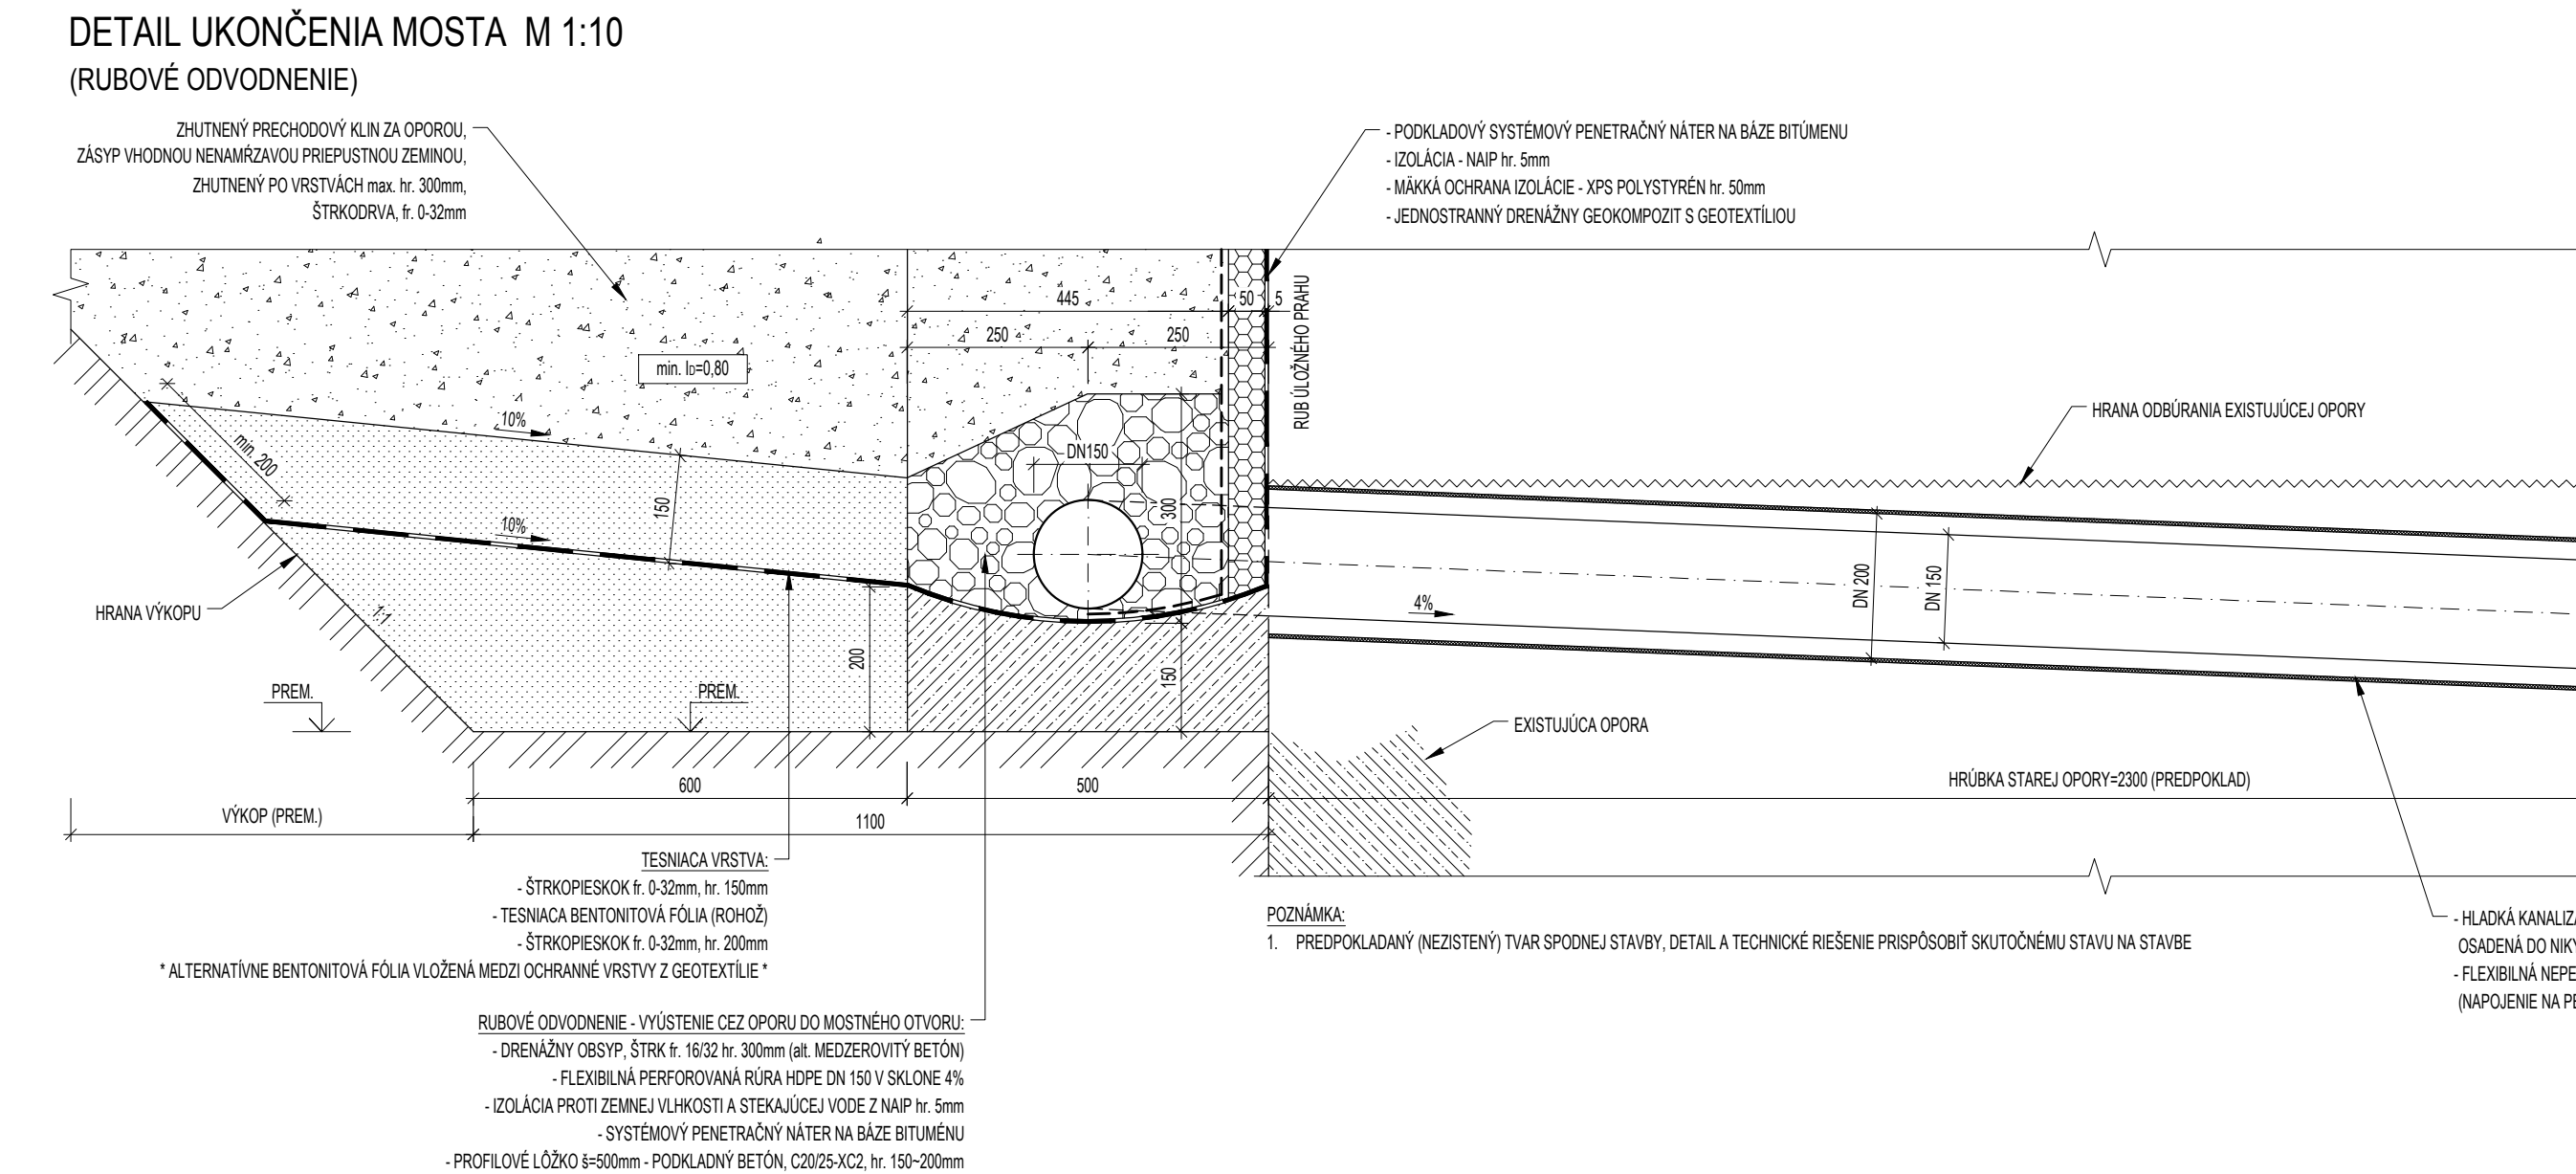 DETAIL UKONČENIA MOSTA M 1:10
(RUBOVÉ ODVODNENIE)
ZHUTNENÝ PRECHODOVÝ KLIN ZA OPOROU,
ZÁSYP VHODNOU NENAMŔZAVOU PRIEPUSTNOU ZEMINOU,
ZHUTNENÝ PO VRSTVÁCH max. hr. 300mm,
ŠTRKODRVA, fr. 0-32mm
- PODKLADOVÝ SYSTÉMOVÝ PENETRAČNÝ NÁTER NA BÁZE BITÚMENU
- IZOLÁCIA - NAIP hr. 5mm
- MÄKKÁ OCHRANA IZOLÁCIE - XPS POLYSTYRÉN hr. 50mm
- JEDNOSTRANNÝ DRENÁŽNY GEOKOMPOZIT S GEOTEXTÍLIOU
445
50
5
250
250
RUB ÚLOŽNÉHO PRAHU
min. ID=0,80
HRANA ODBÚRANIA EXISTUJÚCEJ OPORY
10%
min. 200
DN150
150
300
10%
DN 200
DN 150
4%
HRANA VÝKOPU
1:1
200
150
PREM.
PREM.
EXISTUJÚCA OPORA
600
500
HRÚBKA STAREJ OPORY=2300 (PREDPOKLAD)
VÝKOP (PREM.)
1100
TESNIACA VRSTVA:
- ŠTRKOPIESKOK fr. 0-32mm, hr. 150mm
- TESNIACA BENTONITOVÁ FÓLIA (ROHOŽ)
- ŠTRKOPIESKOK fr. 0-32mm, hr. 200mm
* ALTERNATÍVNE BENTONITOVÁ FÓLIA VLOŽENÁ MEDZI OCHRANNÉ VRSTVY Z GEOTEXTÍLIE *
POZNÁMKA:
1. PREDPOKLADANÝ (NEZISTENÝ) TVAR SPODNEJ STAVBY, DETAIL A TECHNICKÉ RIEŠENIE PRISPÔSOBIŤ SKUTOČNÉMU STAVU NA STAVBE
- HLADKÁ
OSADENÁ DO
- FLEXIBILNÁ
(NAPOJENIE NA
RUBOVÉ ODVODNENIE - VYÚSTENIE CEZ OPORU DO MOSTNÉHO OTVORU:
- DRENÁŽNY OBSYP, ŠTRK fr. 16/32 hr. 300mm (alt. MEDZEROVITÝ BETÓN)
- FLEXIBILNÁ PERFOROVANÁ RÚRA HDPE DN 150 V SKLONE 4%
- IZOLÁCIA PROTI ZEMNEJ VLHKOSTI A STEKAJÚCEJ VODE Z NAIP hr. 5mm
- SYSTÉMOVÝ PENETRAČNÝ NÁTER NA BÁZE BITUMÉNU
- PROFILOVÉ LÔŽKO š=500mm - PODKLADNÝ BETÓN, C20/25-XC2, hr. 150~200mm